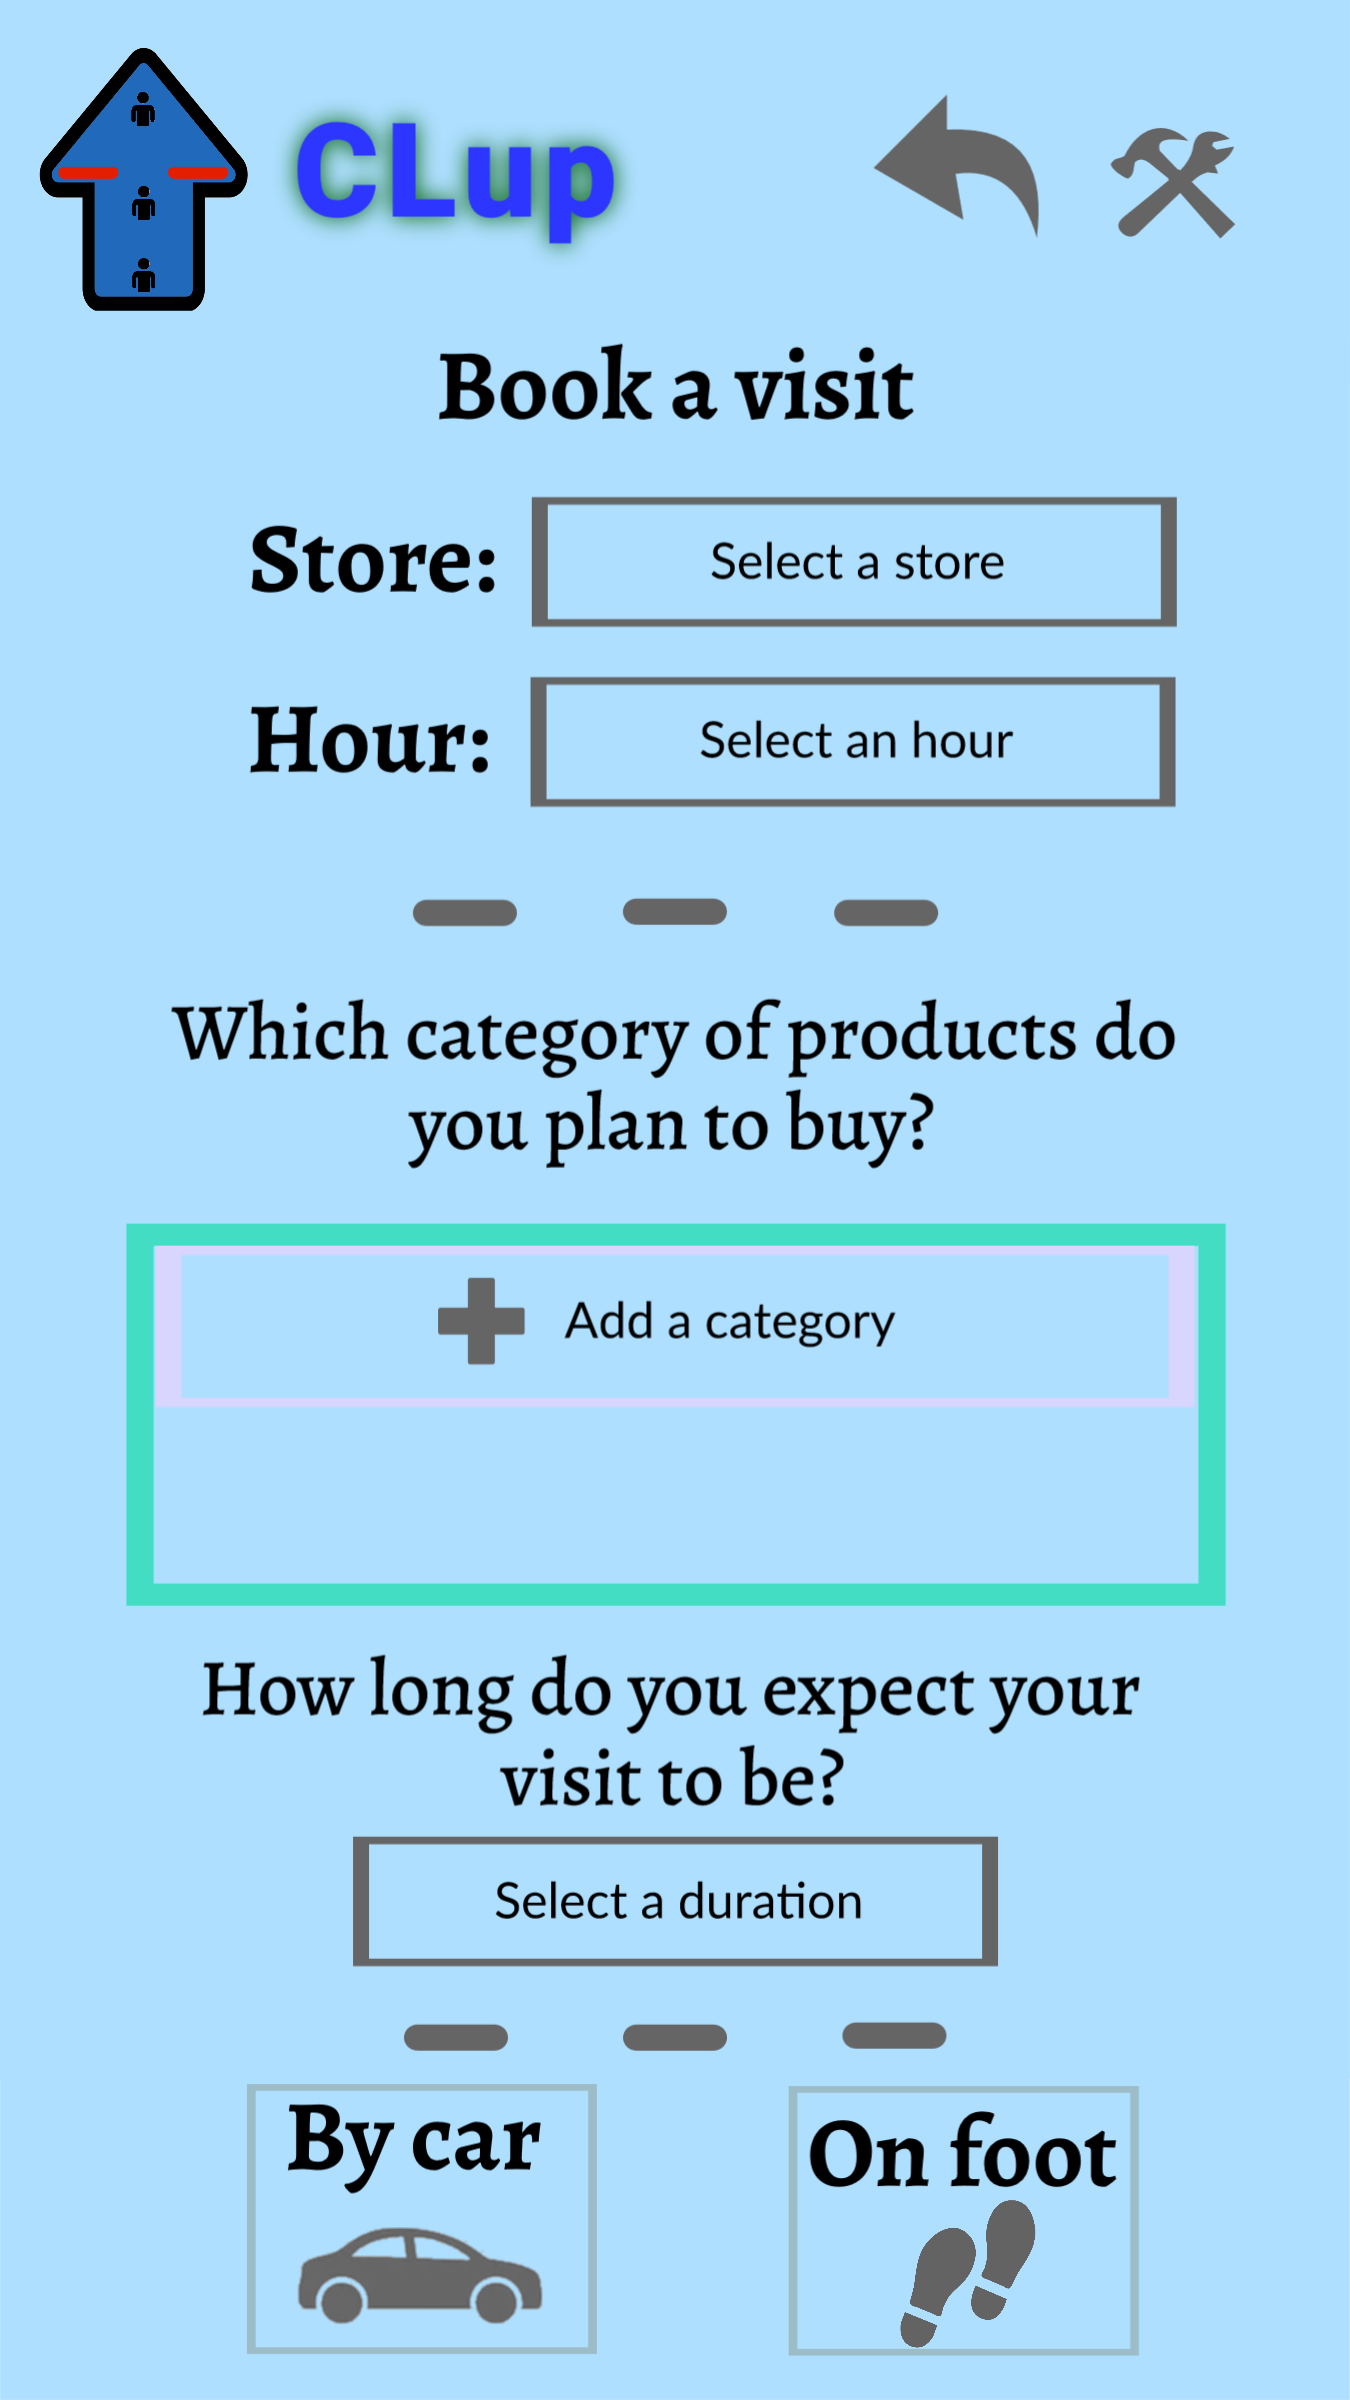 CLup
Book a visit
Store:
Select a store
Hour:
Select an hour
Which category of products do
you plan to buy?
Add a category
How long do you expect your
visit to be?
Select a duration
By car
On foot